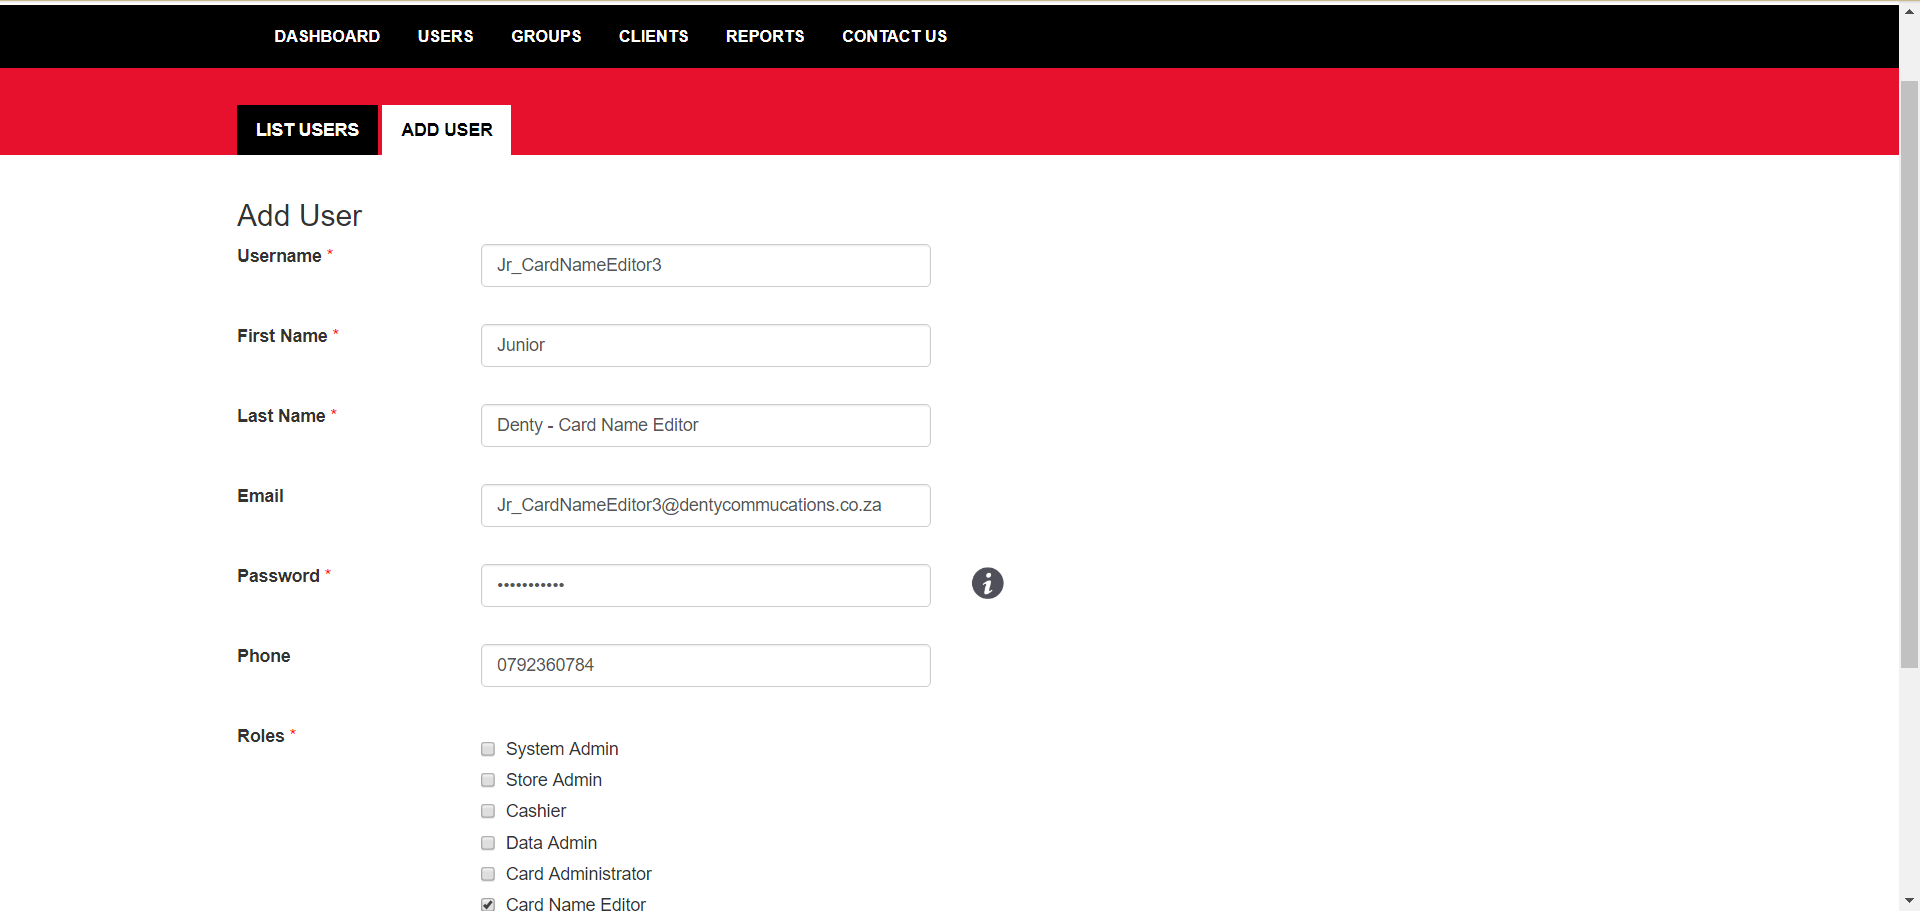 DASHBOARD USERS GROUPS CLIENTS REPORTS CONTACT US
LIST USERS ADD USER
Add User
Username * Jr_CardNameEditor3
First Name * Junior
Last Name * Denty - Card Name Editor
Email Jr_CardNameEditor3@dentycommucations.co.za
Password * •••••••••••
Phone 0792360784
Roles *
System Admin
Store Admin
Cashier
Data Admin
Card Administrator
Card Name Editor